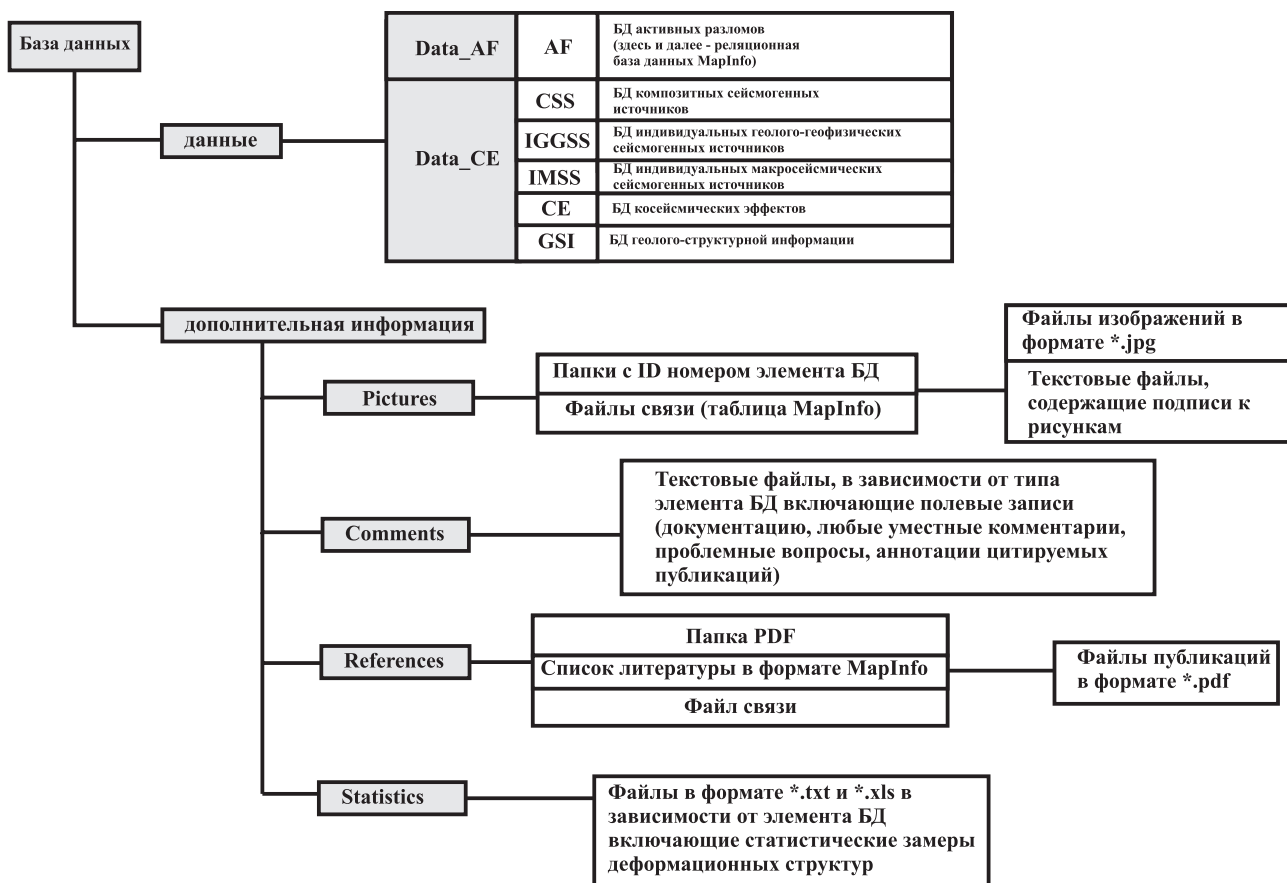 База данных
данные
Data_AF
AF
БД активных разломов
(здесь и далее - реляционная
база данных MapInfo)
Data_CE
CSS
БД композитных сейсмогенных
источников
IGGSS
БД индивидуальных геолого-геофизических
сейсмогенных источников
IMSS
БД индивидуальных макросейсмических
сейсмогенных источников
CE
БД косейсмических эффектов
GSI
БД геолого-структурной информации
дополнительная информация
Pictures
Папки с ID номером элемента БД
Файлы связи (таблица MapInfo)
Файлы изображений в
формате *.jpg
Текстовые файлы,
содержащие подписи к
рисункам
Comments
Текстовые файлы, в зависимости от типа
элемента БД включающие полевые записи
(документацию, любые уместные комментарии,
проблемные вопросы, аннотации цитируемых
публикаций)
References
Папка PDF
Список литературы в формате MapInfo
Файл связи
Файлы публикаций
в формате *.pdf
Statistics
Файлы в формате *.txt и *.xls в
зависимости от элемента БД
включающие статистические замеры
деформационных структур